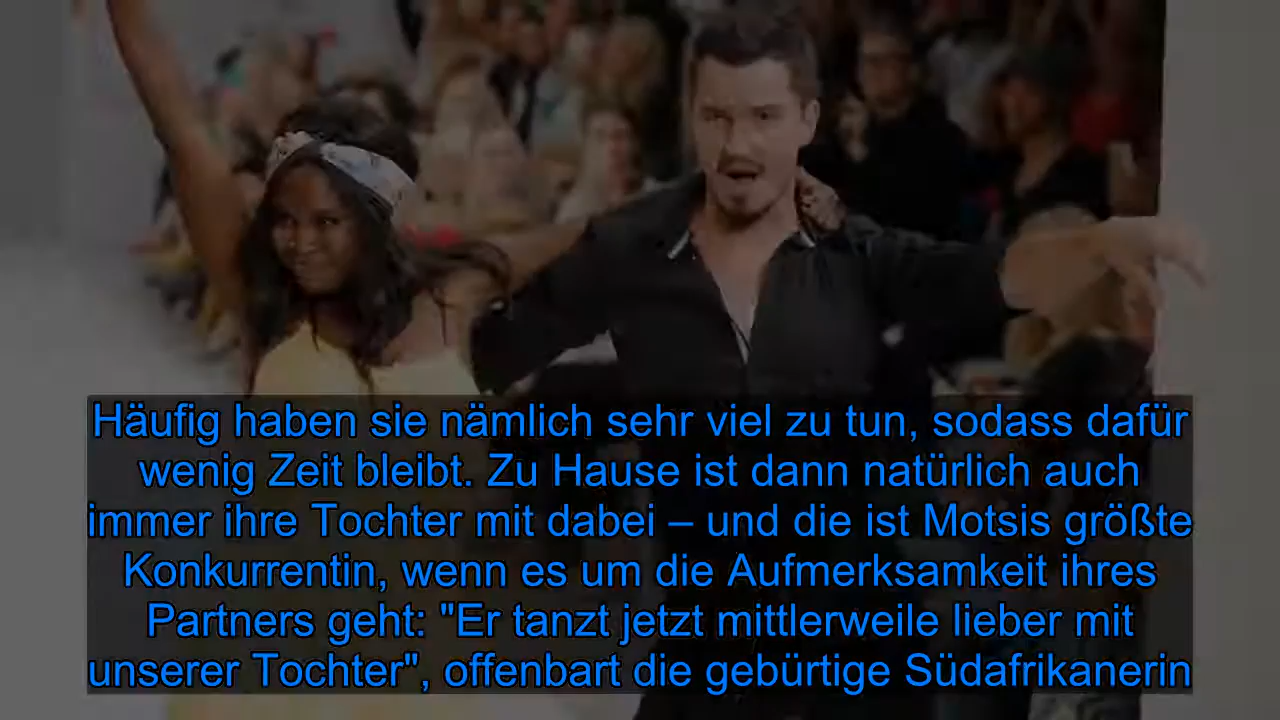 Häufig haben sie nämlich sehr viel zu tun, sodass dafür
wenig Zeit bleibt. Zu Hause ist dann natürlich auch
immer ihre Tochter mit dabei – und die ist Motsis größte
Konkurrentin, wenn es um die Aufmerksamkeit ihres
Partners geht: "Er tanzt jetzt mittlerweile lieber mit
unserer Tochter", offenbart die gebürtige Südafrikanerin